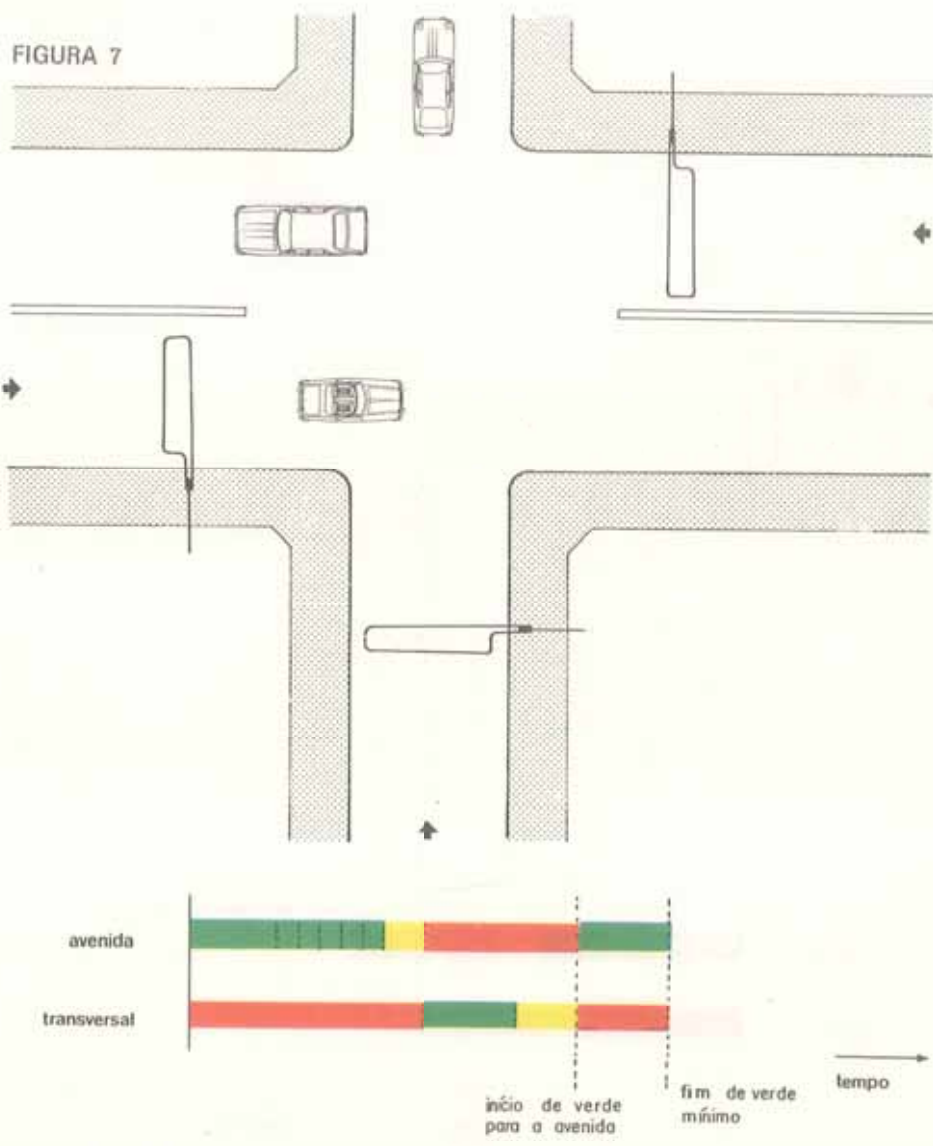 FIGURA 7
avenida
transversal
início de verde
para a avenida
fim de verde
mínimo
tempo